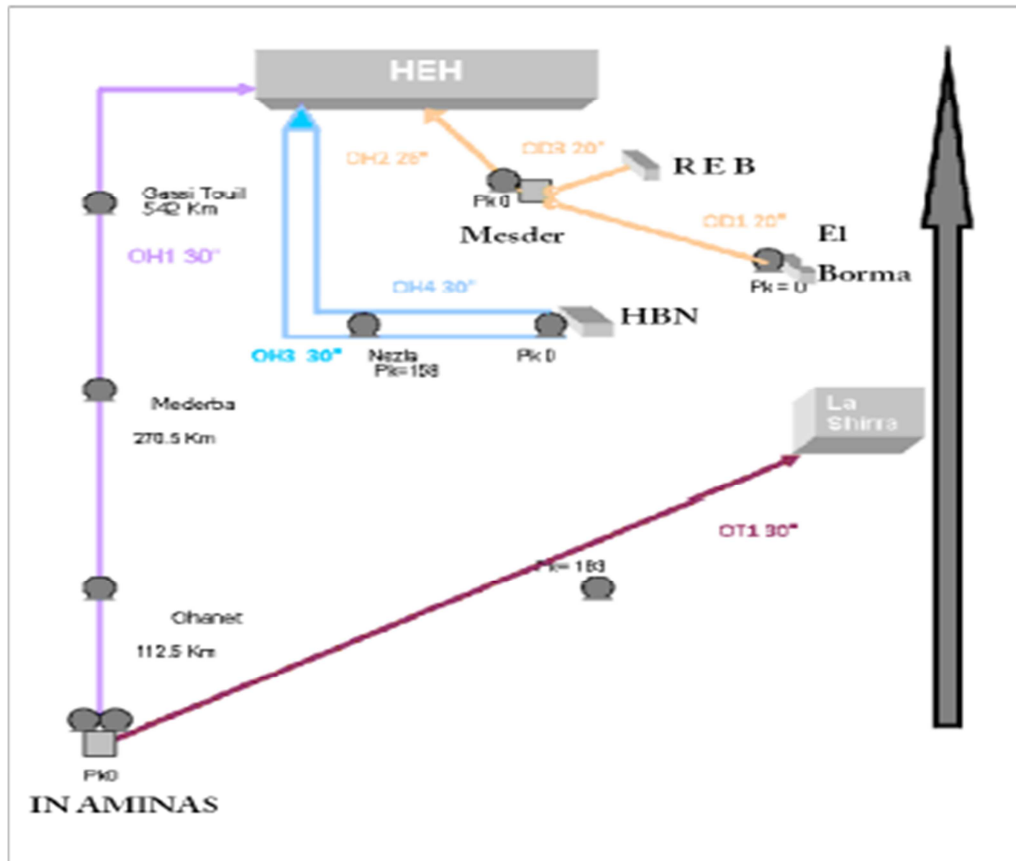 HEH
OH2 26"
OD3 20"
R E B
Gassi Touil
542 Km
Pk 0
Mesder
OD1 20"
El
Borma
OH1 30"
Pk = 0
OH4 30"
HBN
OH3 30"
Nezla
Pk=158
Pk 0
Mederba
La
Shirra
270.5 Km
OT1 30"
Pk= 183
Ohanet
112.5 Km
Pk0
IN AMINAS